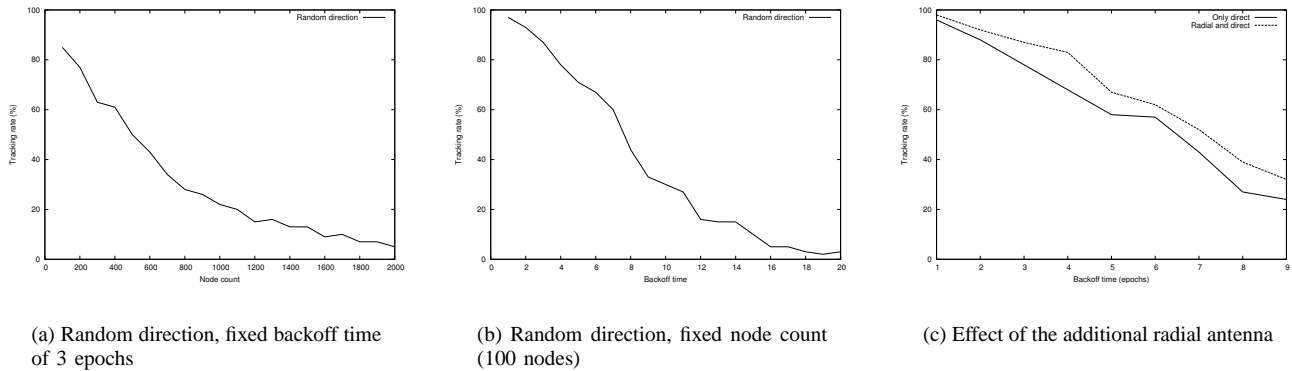 100
80
60
40
20
0
0 200 400 600 800 1000 1200 1400 1600 1800 2000
Tracking rate (%)
Node count
Random direction
(a) Random direction, fixed backoff time
of 3 epochs
100
80
60
40
20
0
0 2 4 6 8 10 12 14 16 18 20
Tracking rate (%)
Backoff time
Random direction
(b) Random direction, fixed node count
(100 nodes)
100
80
60
40
20
0
1 2 3 4 5 6 7 8 9
Tracking rate (%)
Backoff time (epochs)
Only direct
Radial and direct
(c) Effect of the additional radial antenna